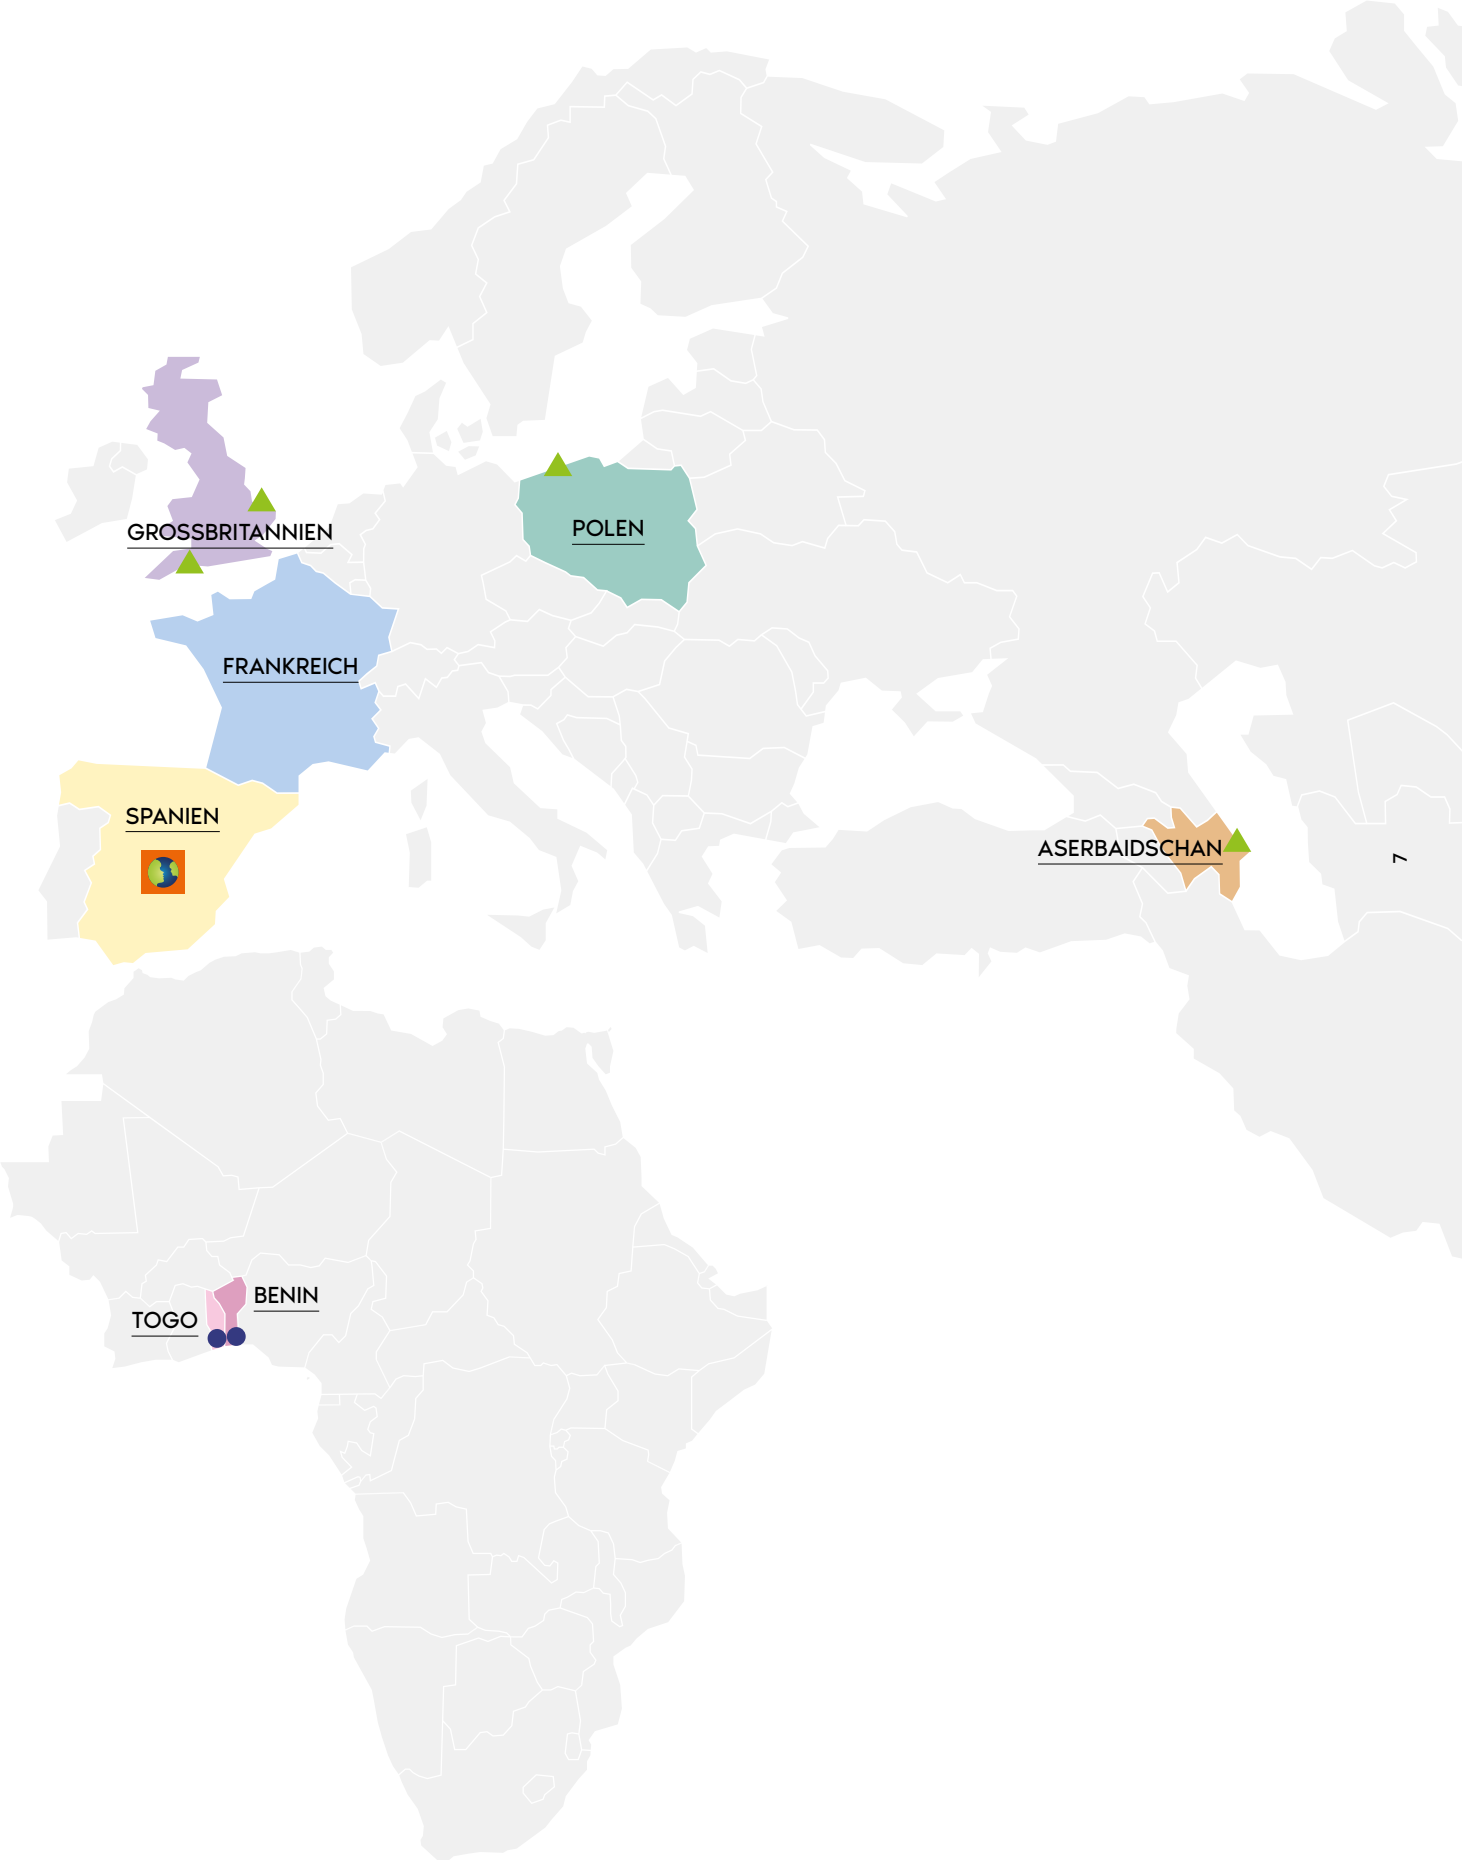 GROSSBRITANNIEN
POLEN
FRANKREICH
SPANIEN
ASERBAIDSCHAN
7
BENIN
TOGO